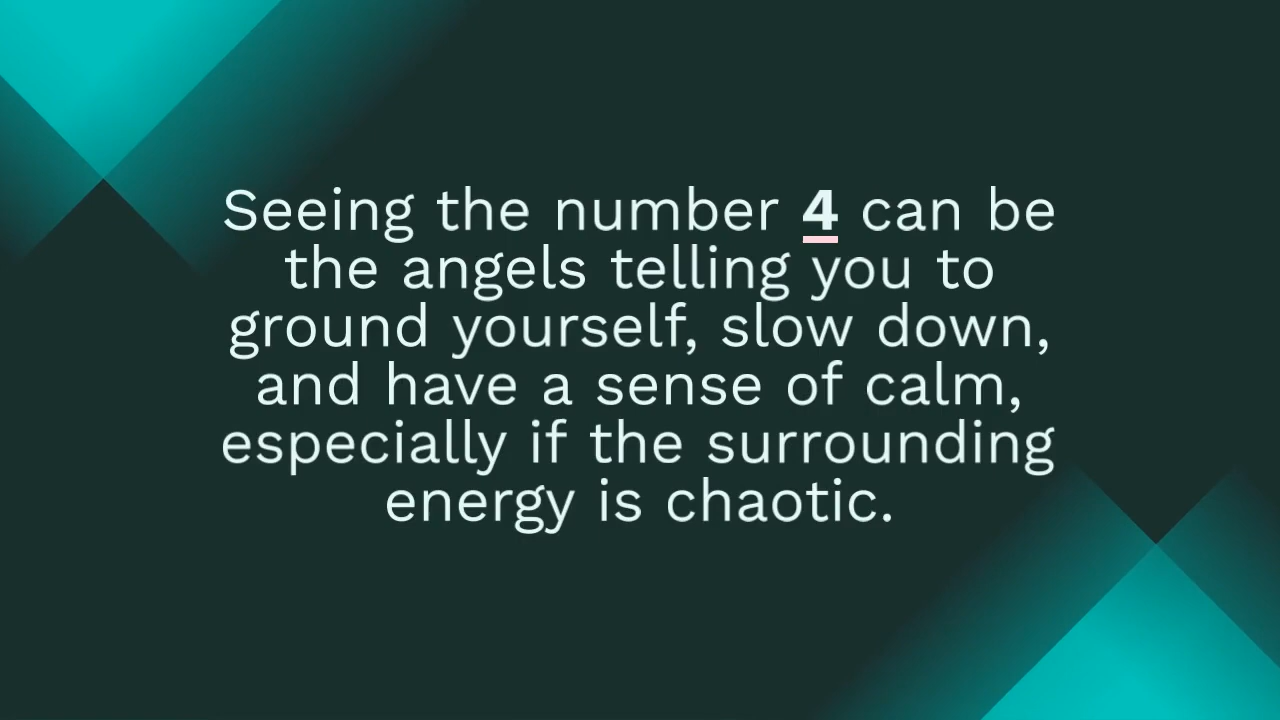 Seeing the number 4 can be
the angels telling you to
ground yourself, slow down,
and have a sense of calm,
especially if the surrounding
energy is chaotic.